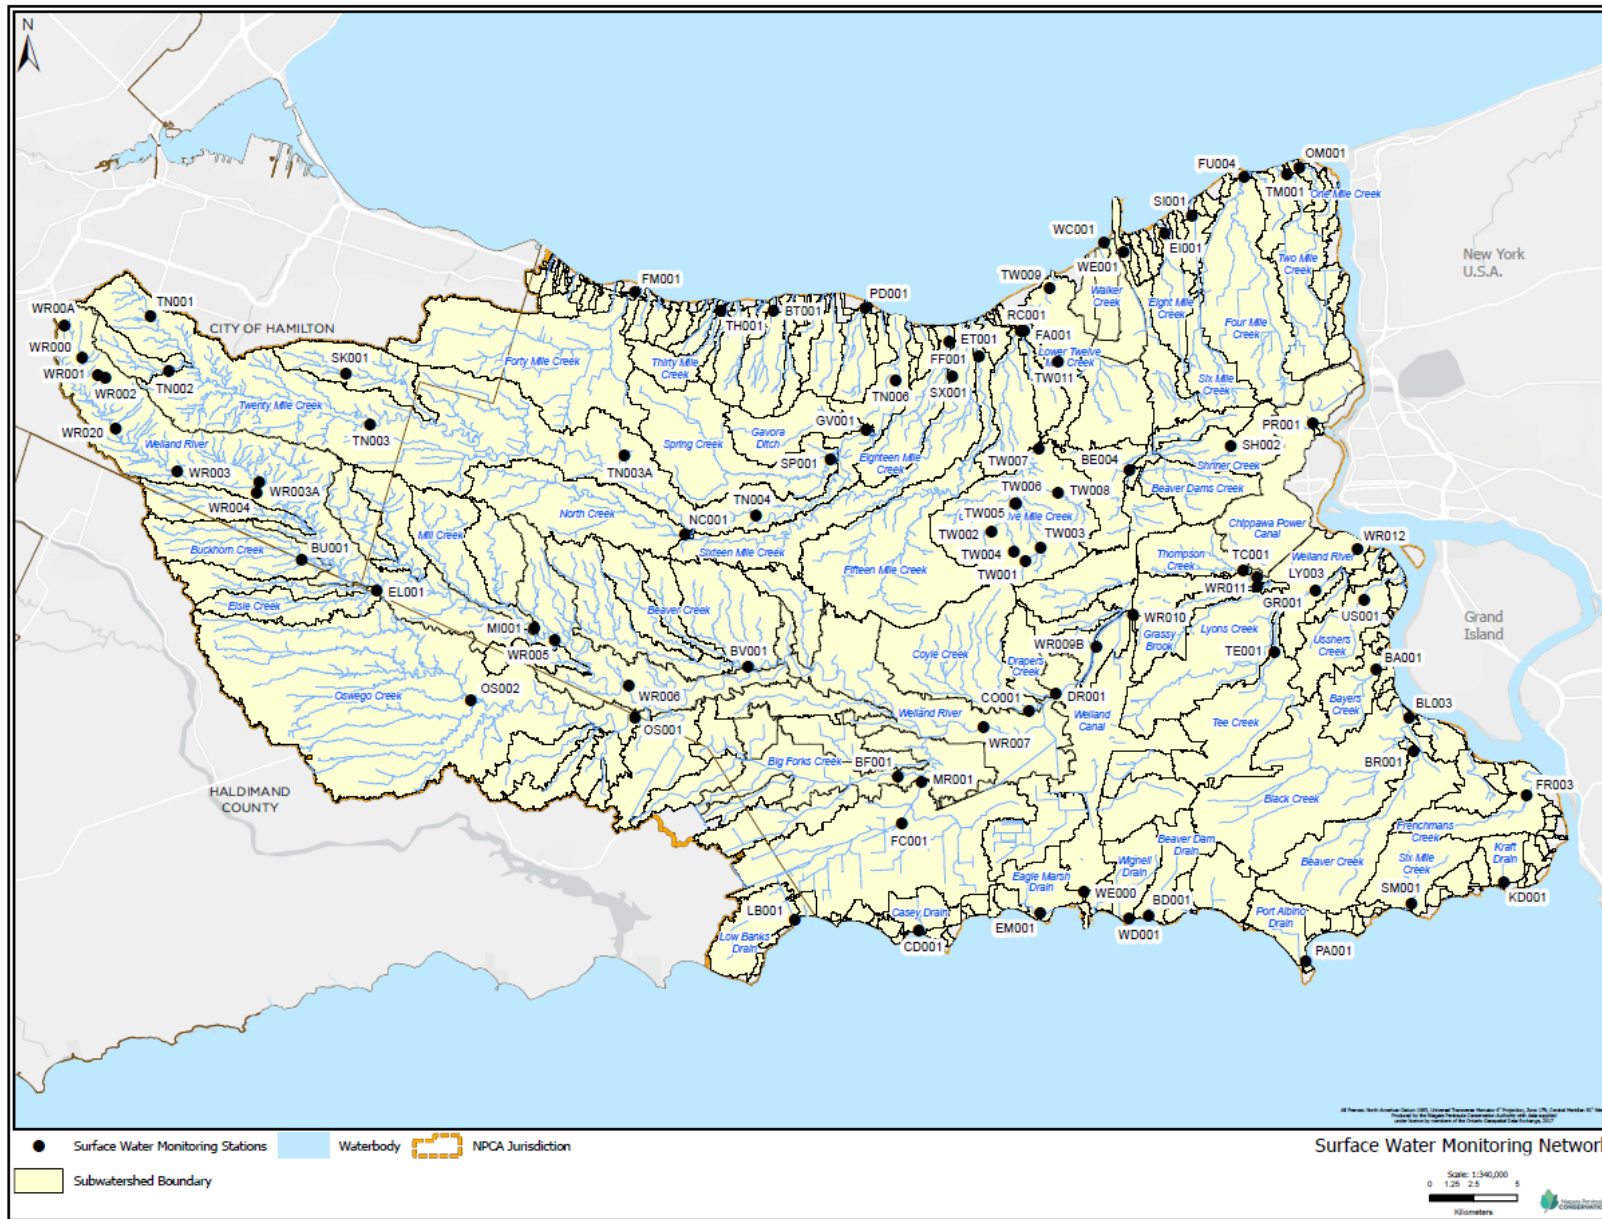 N
OM001
FU004
TM001
One Mile Creek
SI001
WC001
EI001
New York
U.S.A.
WE001
Two Mile
Creek
TW009
FM001
PD001
Walker
Creek
Eight Mile
Creek
TN001
WR00A
BT001
TH001
RC001
FA001
Four Mile
Creek
CITY OF HAMILTON
WR000
SK001
Forty Mile Creek
Thirty Mile
Creek
ET001
FF001
Lower Twelve
Mile Creek
WR001
WR002
TN002
TW011
Six Mile
Creek
TN006
SX001
Twenty Mile Creek
WR020
TN003
GV001
Gavora
Ditch
PR001
SH002
Welland River
Spring Creek
Eighteen Mile
Creek
TW007
BE004
Shriner Creek
WR003
TN003A
SP001
Beaver Dams Creek
WR003A
TW006
TW008
WR004
TN004
TW005
North Creek
NC001
TW002
TW003
Chippawa Power
Canal
Mill Creek
WR012
Buckhorn Creek
BU001
Sixteen Mile Creek
TW004
Thompson
Creek
TC001
Welland River
Fifteen Mile Creek
TW001
LY003
WR011
EL001
GR001
Elsie Creek
Beaver Creek
WR010
US001
Grand
Island
MI001
Grassy
Brook
Lyons Creek
WR005
WR009B
Usshers
Creek
TE001
BV001
Coyle Creek
Drapers
Creek
BA001
OS002
WR006
CO001
DR001
Oswego Creek
Bayers
Creek
BL003
Welland River
Welland
Canal
Tee Creek
OS001
WR007
Big Forks Creek
BF001
MR001
BR001
HALDIMAND
COUNTY
FR003
Black Creek
FC001
Frenchmans
Creek
Beaver Dam
Drain
Kraft
Drain
Wignell
Drain
Beaver Creek
Six Mile
Creek
Eagle Marsh
Drain
WE000
SM001
KD001
LB001
Casey Drain
BD001
Port Albino
Drain
EM001
WD001
Low Banks
Drain
CD001
PA001
Surface Water Monitoring Stations
Waterbody
NPCA Jurisdiction
Surface Water Monitoring Network
Subwatershed Boundary
Scale: 1:340,000
0 1.25 2.5 5
Kilometers